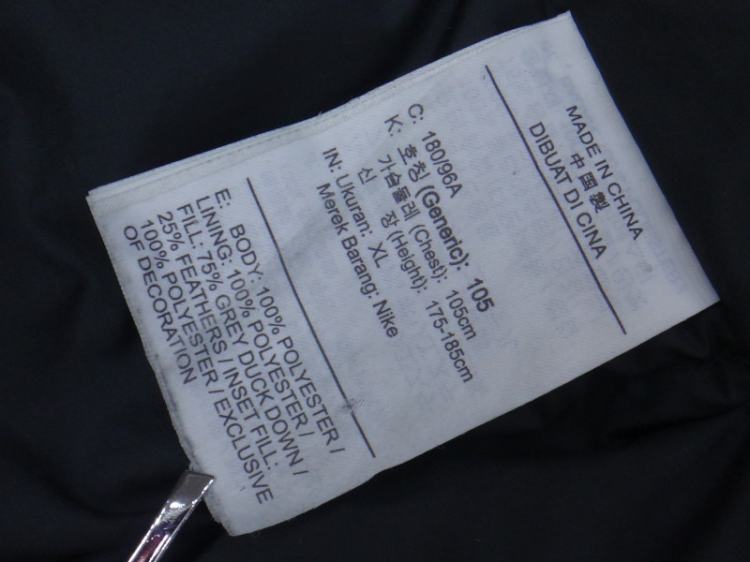 MADE IN CHINA
中国製
DIBUAT DI CINA
C: 180/96A
K: 호칭 (Generic): 105
가슴둘레 (Chest): 105cm
신 장 (Height): 175-185cm
IN: Ukuran: XL
Merek Barang: Nike
E: BODY: 100% POLYESTER /
LINING: 100% POLYESTER /
FILL: 75% GREY DUCK DOWN /
25% FEATHERS / INSET FILL:
100% POLYESTER / EXCLUSIVE
OF DECORATION